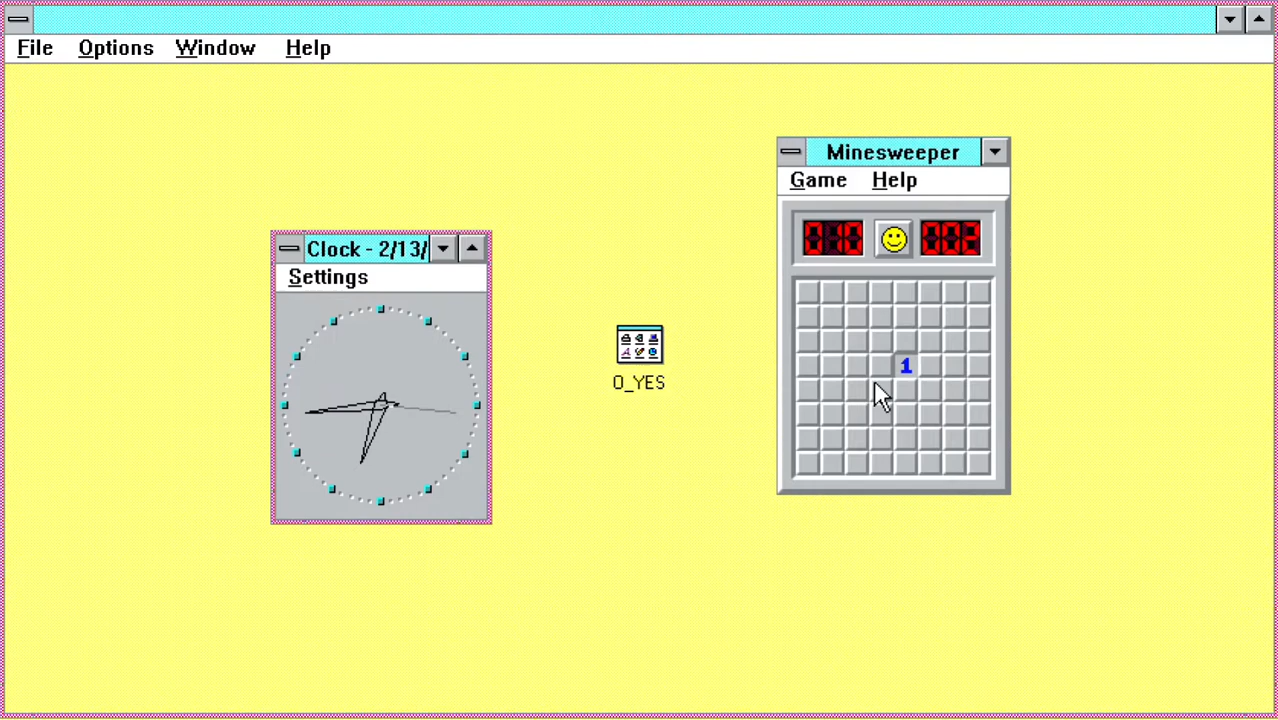 File Options Window Help
Minesweeper
Game Help
Clock - 2/13/
Settings
1
O_YES